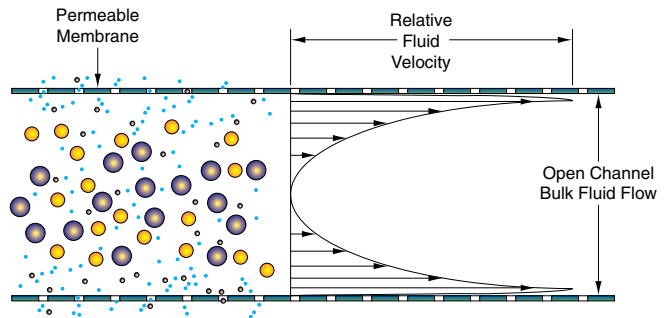 Permeable
Membrane
Relative
Fluid
Velocity
Open Channel
Bulk Fluid Flow